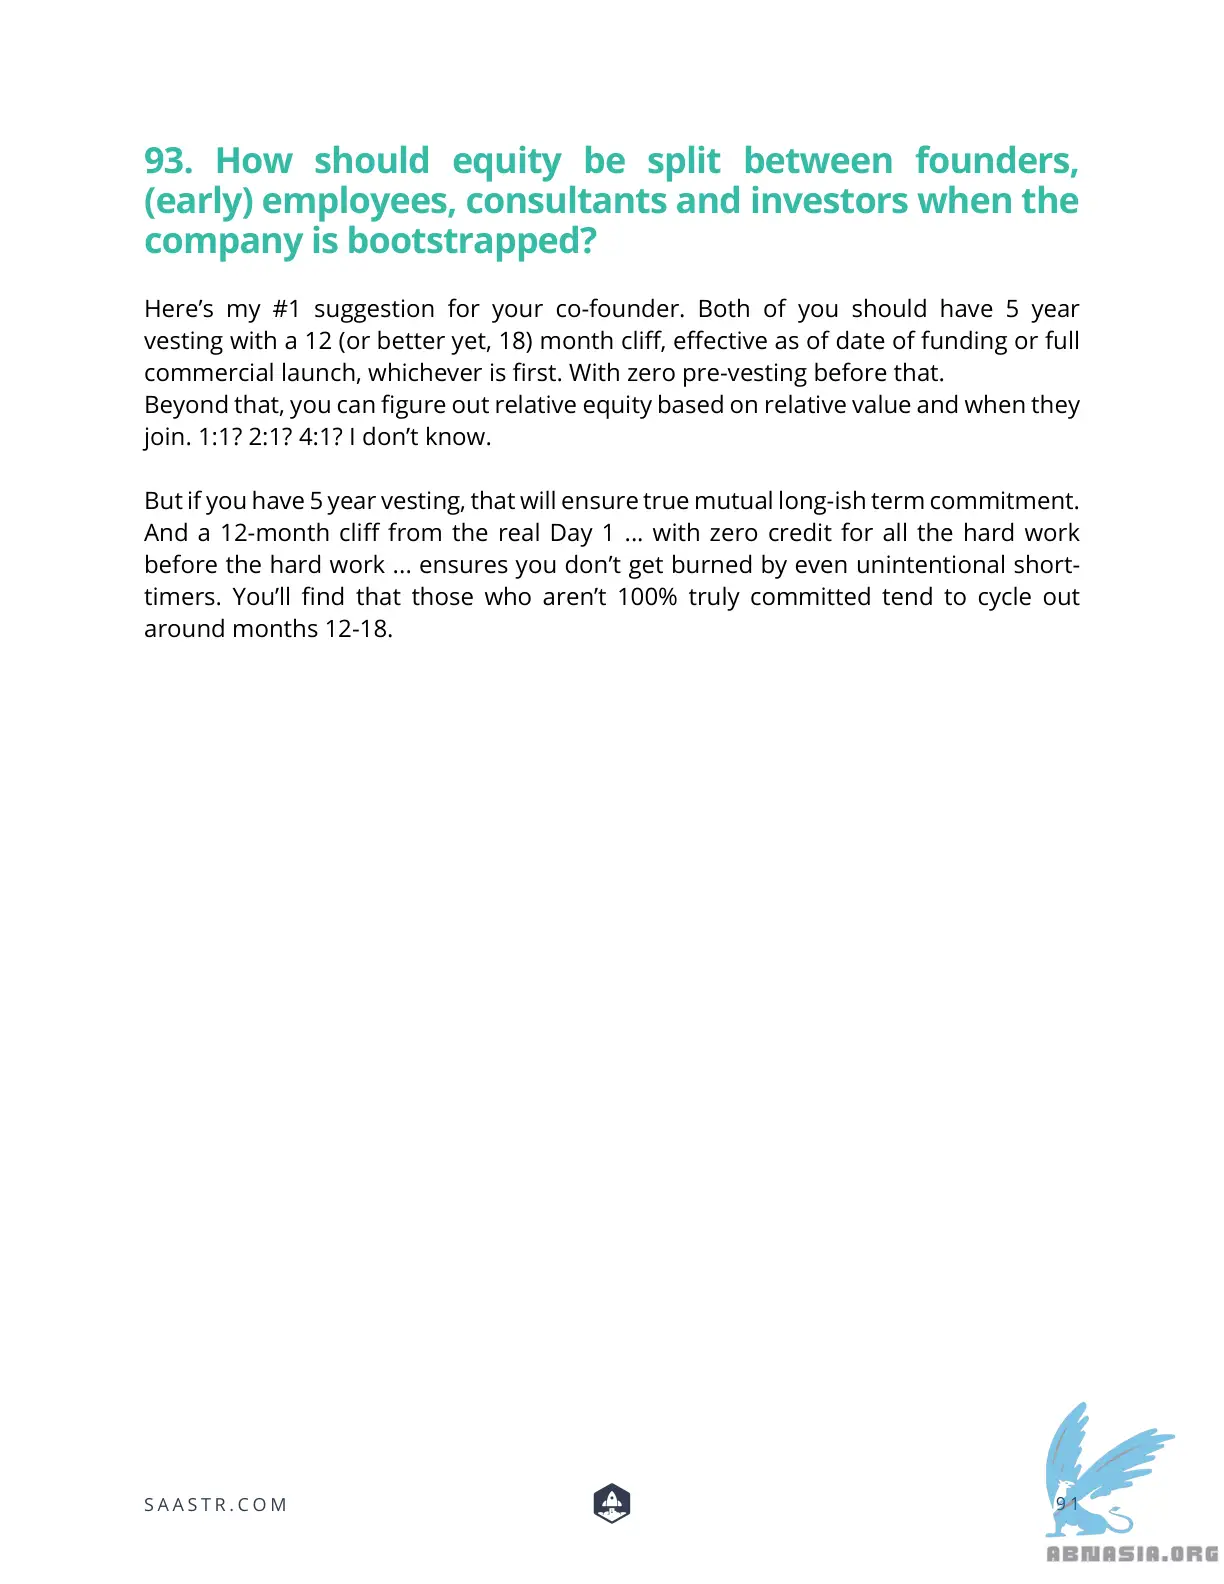 93. How should equity be split between founders,
(early) employees, consultants and investors when the
company is bootstrapped?
Here’s my #1 suggestion for your co-founder. Both of you should have 5 year
vesting with a 12 (or better yet, 18) month cliff, effective as of date of funding or full
commercial launch, whichever is first. With zero pre-vesting before that.
Beyond that, you can figure out relative equity based on relative value and when they
join. 1:1? 2:1? 4:1? I don’t know.
But if you have 5 year vesting, that will ensure true mutual long-ish term commitment.
And a 12-month cliff from the real Day 1 ... with zero credit for all the hard work
before the hard work ... ensures you don’t get burned by even unintentional short-
timers. You’ll find that those who aren’t 100% truly committed tend to cycle out
around months 12-18.
SAASTR.COM
91
ABNASIA.ORG